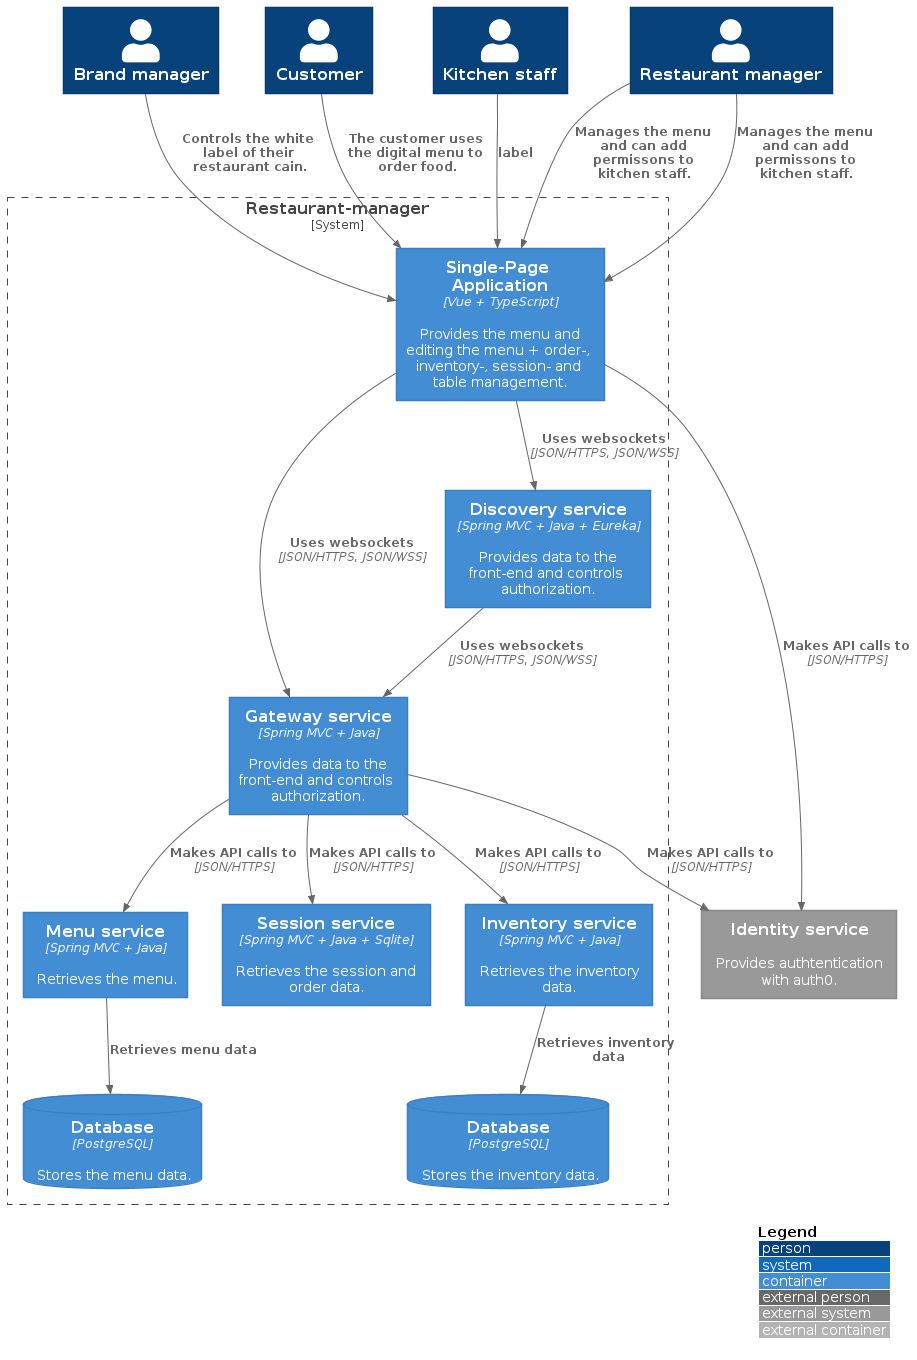 Brand manager
Customer
Kitchen staff
Restaurant manager
Controls the white
label of their
restaurant cain.
The customer uses
the digital menu to
order food.
label
Manages the menu
and can add
permissons to
kitchen staff.
Manages the menu
and can add
permissons to
kitchen staff.
Restaurant-manager
[System]
Single-Page
Application
[Vue + TypeScript]
Provides the menu and
editing the menu + order-,
inventory-, session- and
table management.
Uses websockets
[JSON/HTTPS, JSON/WSS]
Discovery service
[Spring MVC + Java + Eureka]
Provides data to the
front-end and controls
authorization.
Uses websockets
[JSON/HTTPS, JSON/WSS]
Uses websockets
[JSON/HTTPS, JSON/WSS]
Makes API calls to
[JSON/HTTPS]
Gateway service
[Spring MVC + Java]
Provides data to the
front-end and controls
authorization.
Makes API calls to
[JSON/HTTPS]
Makes API calls to
[JSON/HTTPS]
Makes API calls to
[JSON/HTTPS]
Makes API calls to
[JSON/HTTPS]
Menu service
[Spring MVC + Java]
Retrieves the menu.
Session service
[Spring MVC + Java + Sqlite]
Retrieves the session and
order data.
Inventory service
[Spring MVC + Java]
Retrieves the inventory
data.
Identity service
Provides authtentication
with auth0.
Retrieves menu data
Retrieves inventory
data
Database
[PostgreSQL]
Stores the menu data.
Database
[PostgreSQL]
Stores the inventory data.
Legend
person
system
container
external person
external system
external container